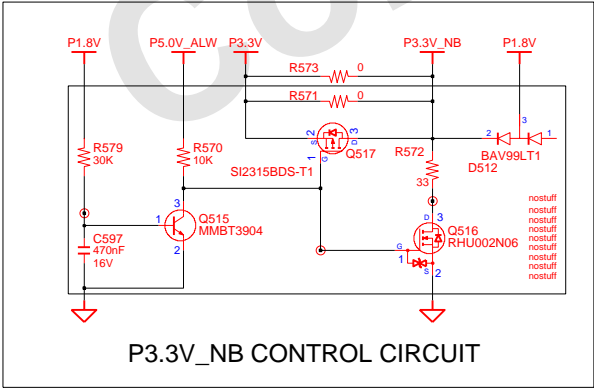 P1.8V P5.0V_ALW P3.3V P3.3V_NB P1.8V
R573 0
R571 0
R579
30K
R570
10K
2 S D 3
1 G
Q517
SI2315BDS-T1
R572
33
3
2 1
BAV99LT1
D512
C597
470nF
16V
1
3
2
Q515
MMBT3904
D 3
G
1
S 2
Q516
RHU002N06
nostuff
nostuff
nostuff
nostuff
nostuff
nostuff
nostuff
nostuff
nostuff
P3.3V_NB CONTROL CIRCUIT